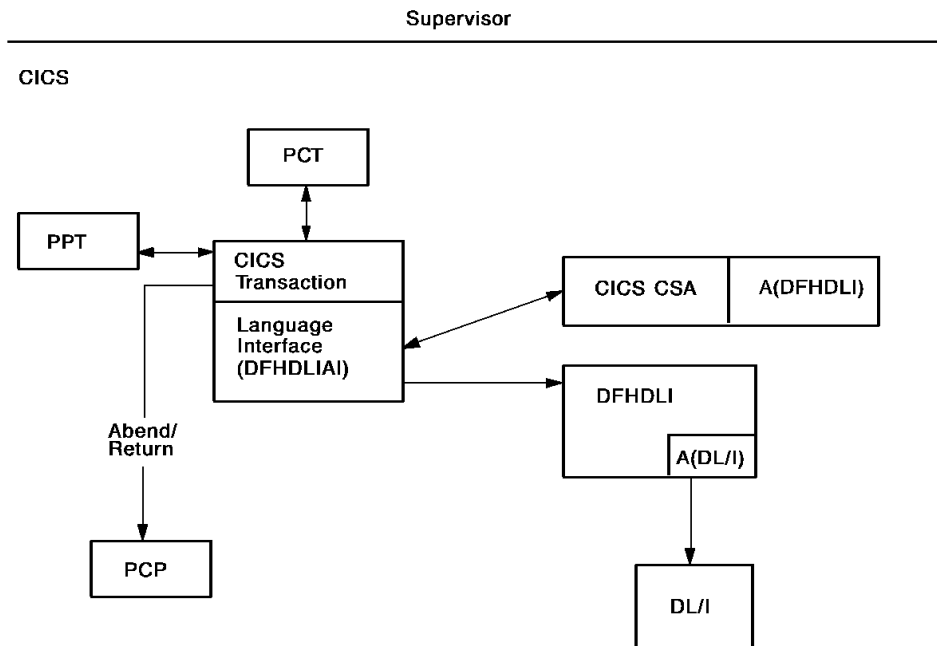 Supervisor
CICS
PCT
PPT
CICS
Transaction
CICS CSA
A(DFHDLI)
Language
Interface
(DFHDLIAI)
DFHDLI
A(DL/I)
Abend/
Return
PCP
DL/I